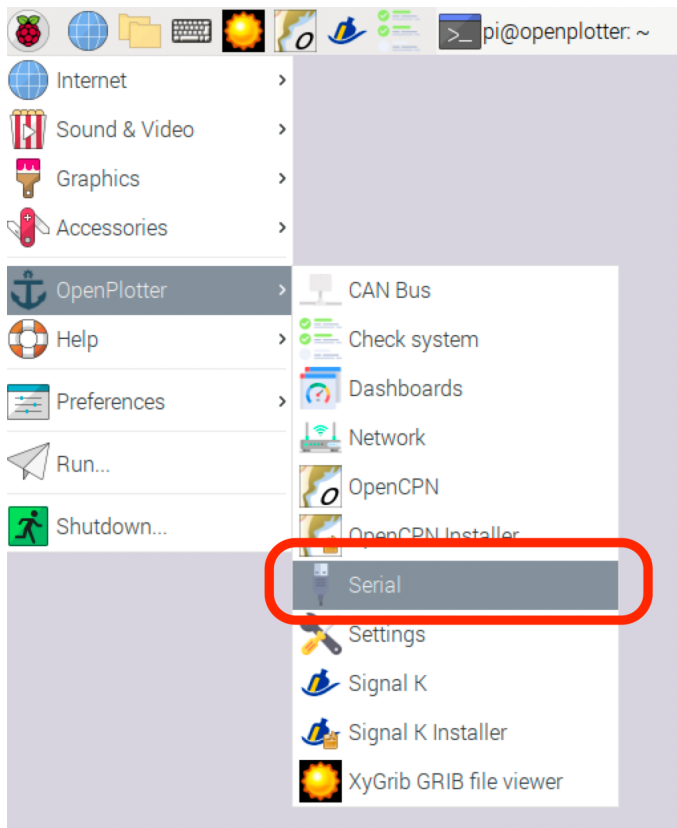 pi@openplotter: ~
Internet
Sound & Video
Graphics
Accessories
OpenPlotter
Help
Preferences
Run...
Shutdown...
CAN Bus
Check system
Dashboards
Network
OpenCPN
OpenCPN Installer
Serial
Settings
Signal K
Signal K Installer
XyGrib GRIB file viewer